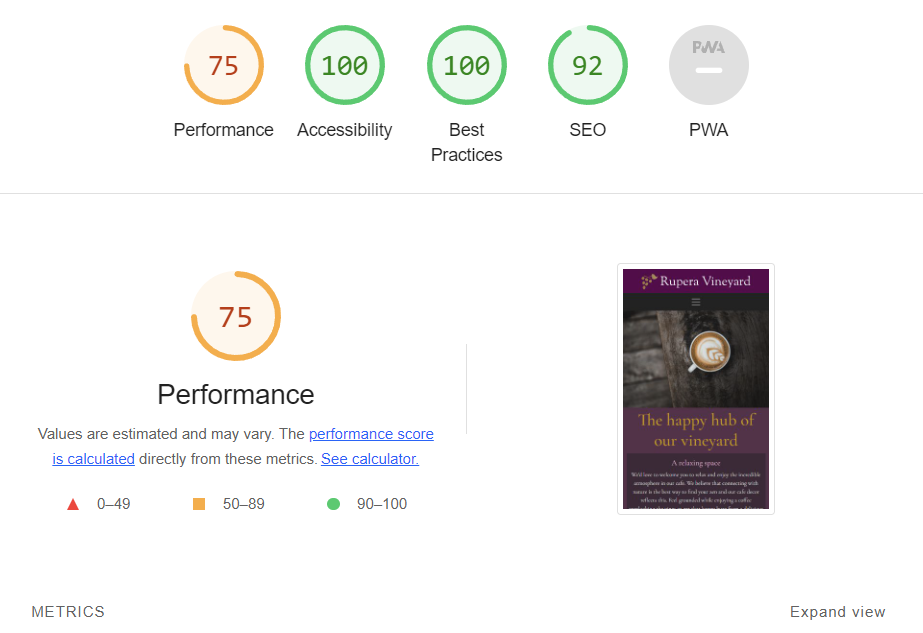 75
100
100
92
PWA
Performance
Accessibility
Best
Practices
SEO
PWA
75
Performance
Values are estimated and may vary. The performance score
is calculated directly from these metrics. See calculator.
0–49
50–89
90–100
Rupera Vineyard
The happy hub of
our vineyard
A relaxing space
We'd love to welcome you to relax and enjoy the incredible
atmosphere in our cafe. We believe that connecting with
nature is the best way to find your zen and our cafe decor
reflects this. Feel grounded while enjoying a coffee
METRICS
Expand view